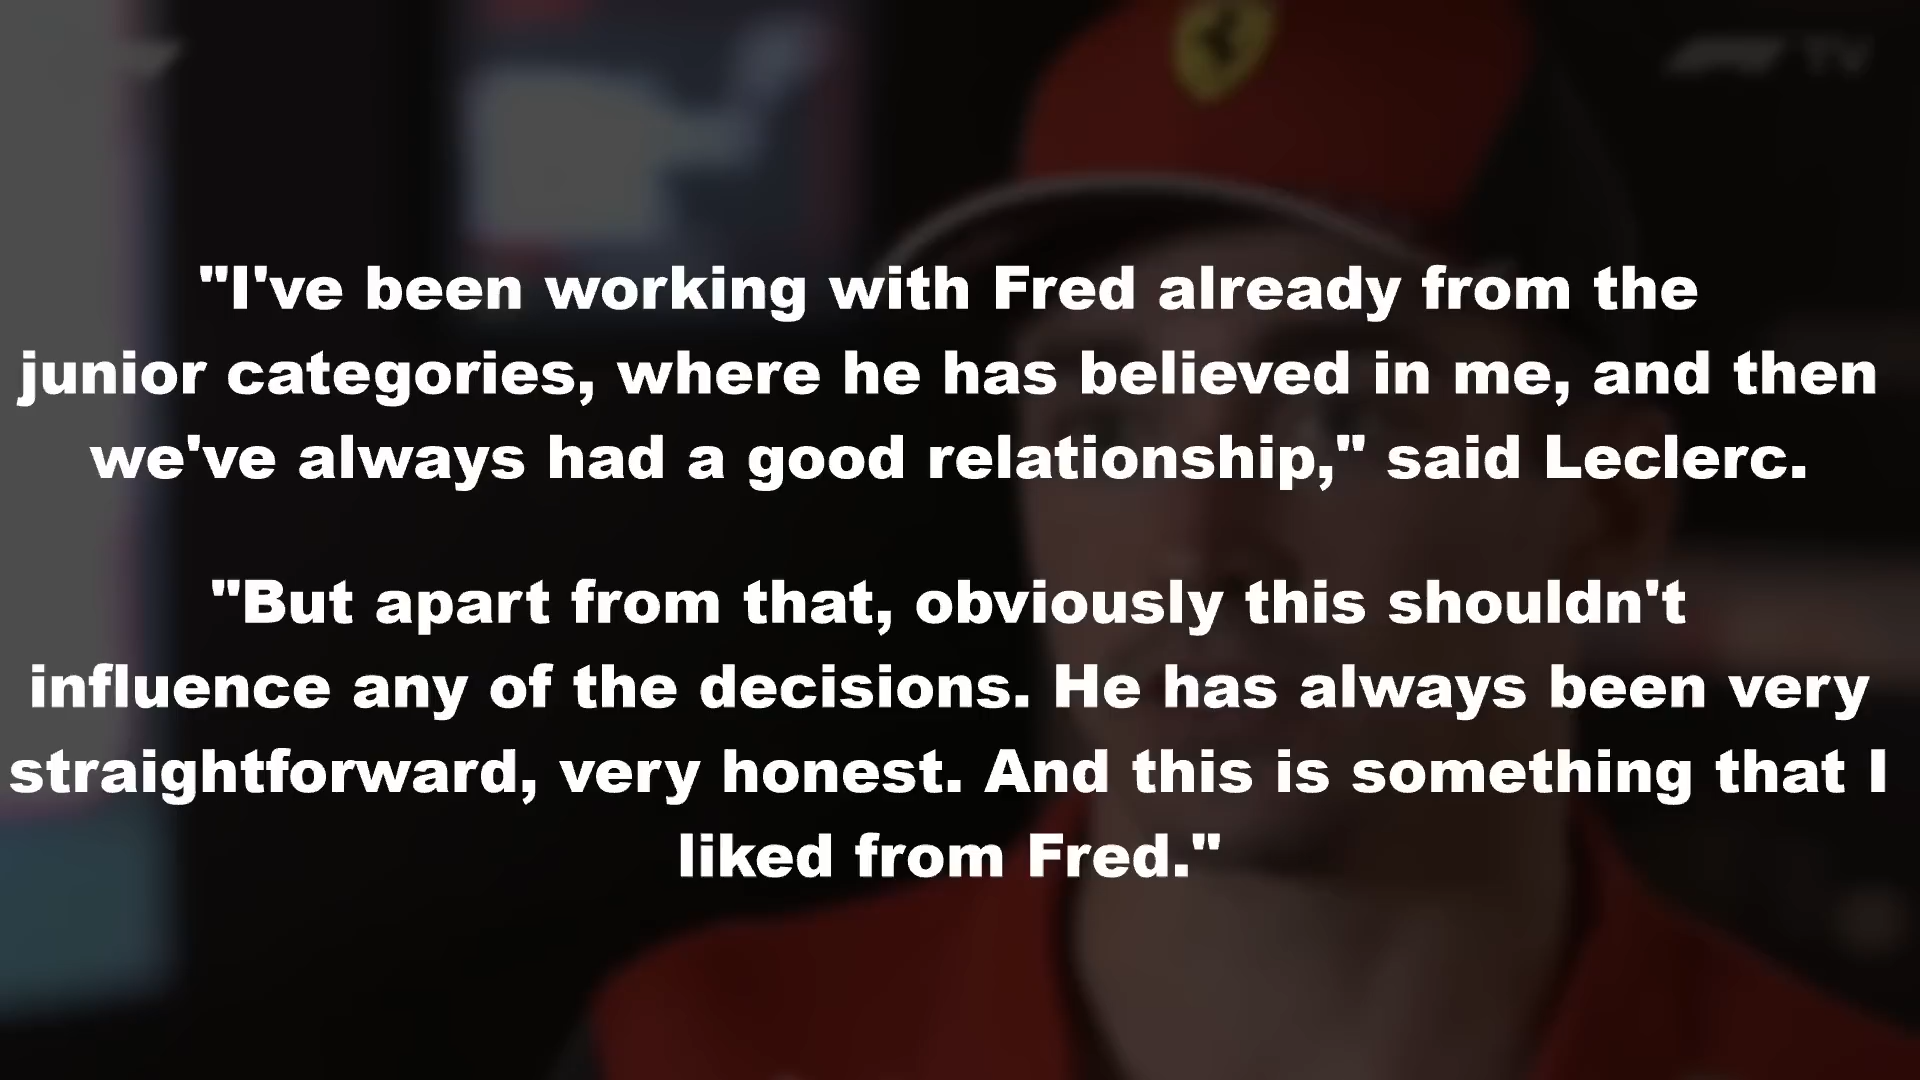 TV
"I've been working with Fred already from the
junior categories, where he has believed in me, and then
we've always had a good relationship," said Leclerc.
"But apart from that, obviously this shouldn't
influence any of the decisions. He has always been very
straightforward, very honest. And this is something that I
liked from Fred."